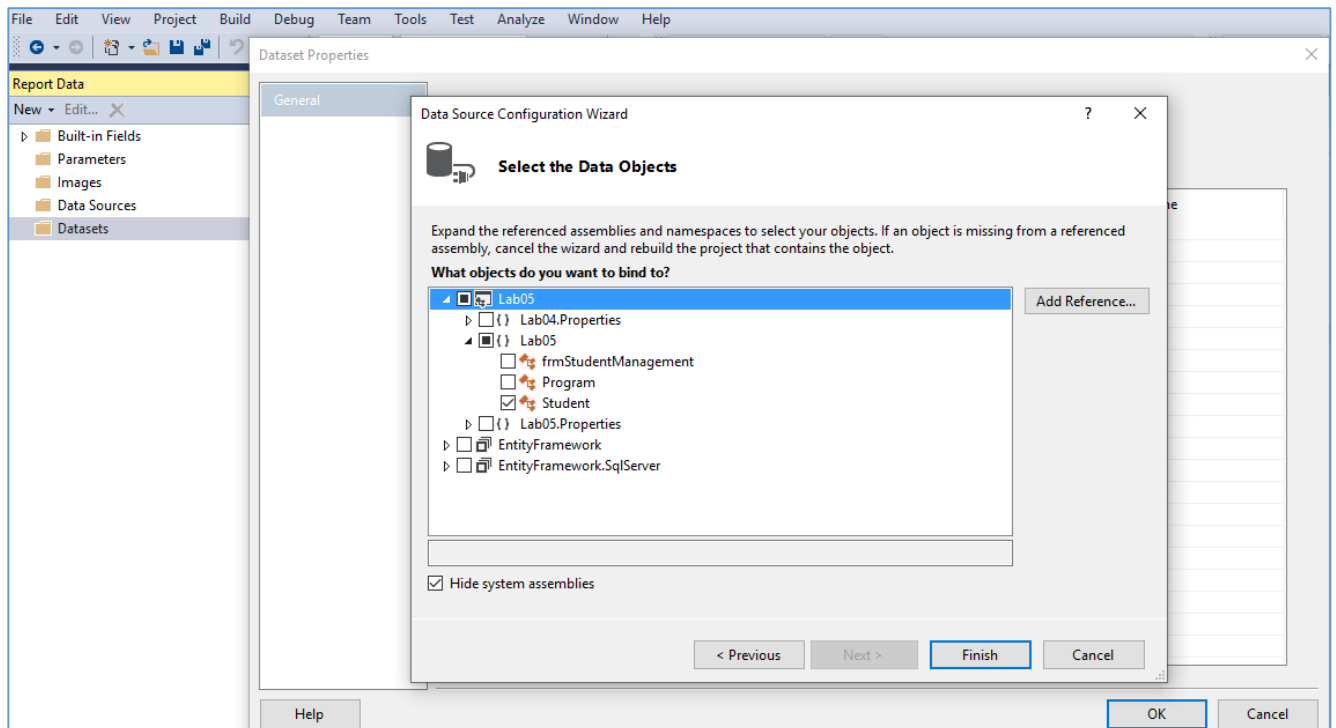 File Edit View Project Build Debug Team Tools Test Analyze Window Help
Dataset Properties
Report Data
New Edit...
Built-in Fields
Parameters
Images
Data Sources
Datasets
General
Data Source Configuration Wizard ?
Select the Data Objects
Expand the referenced assemblies and namespaces to select your objects. If an object is missing from a referenced
assembly, cancel the wizard and rebuild the project that contains the object.
What objects do you want to bind to?
Lab05
{ } Lab04.Properties
{ } Lab05
frmStudentManagement
Program
Student
{ } Lab05.Properties
EntityFramework
EntityFramework.SqlServer
Add Reference...
Hide system assemblies
< Previous Next > Finish Cancel
Help OK Cancel